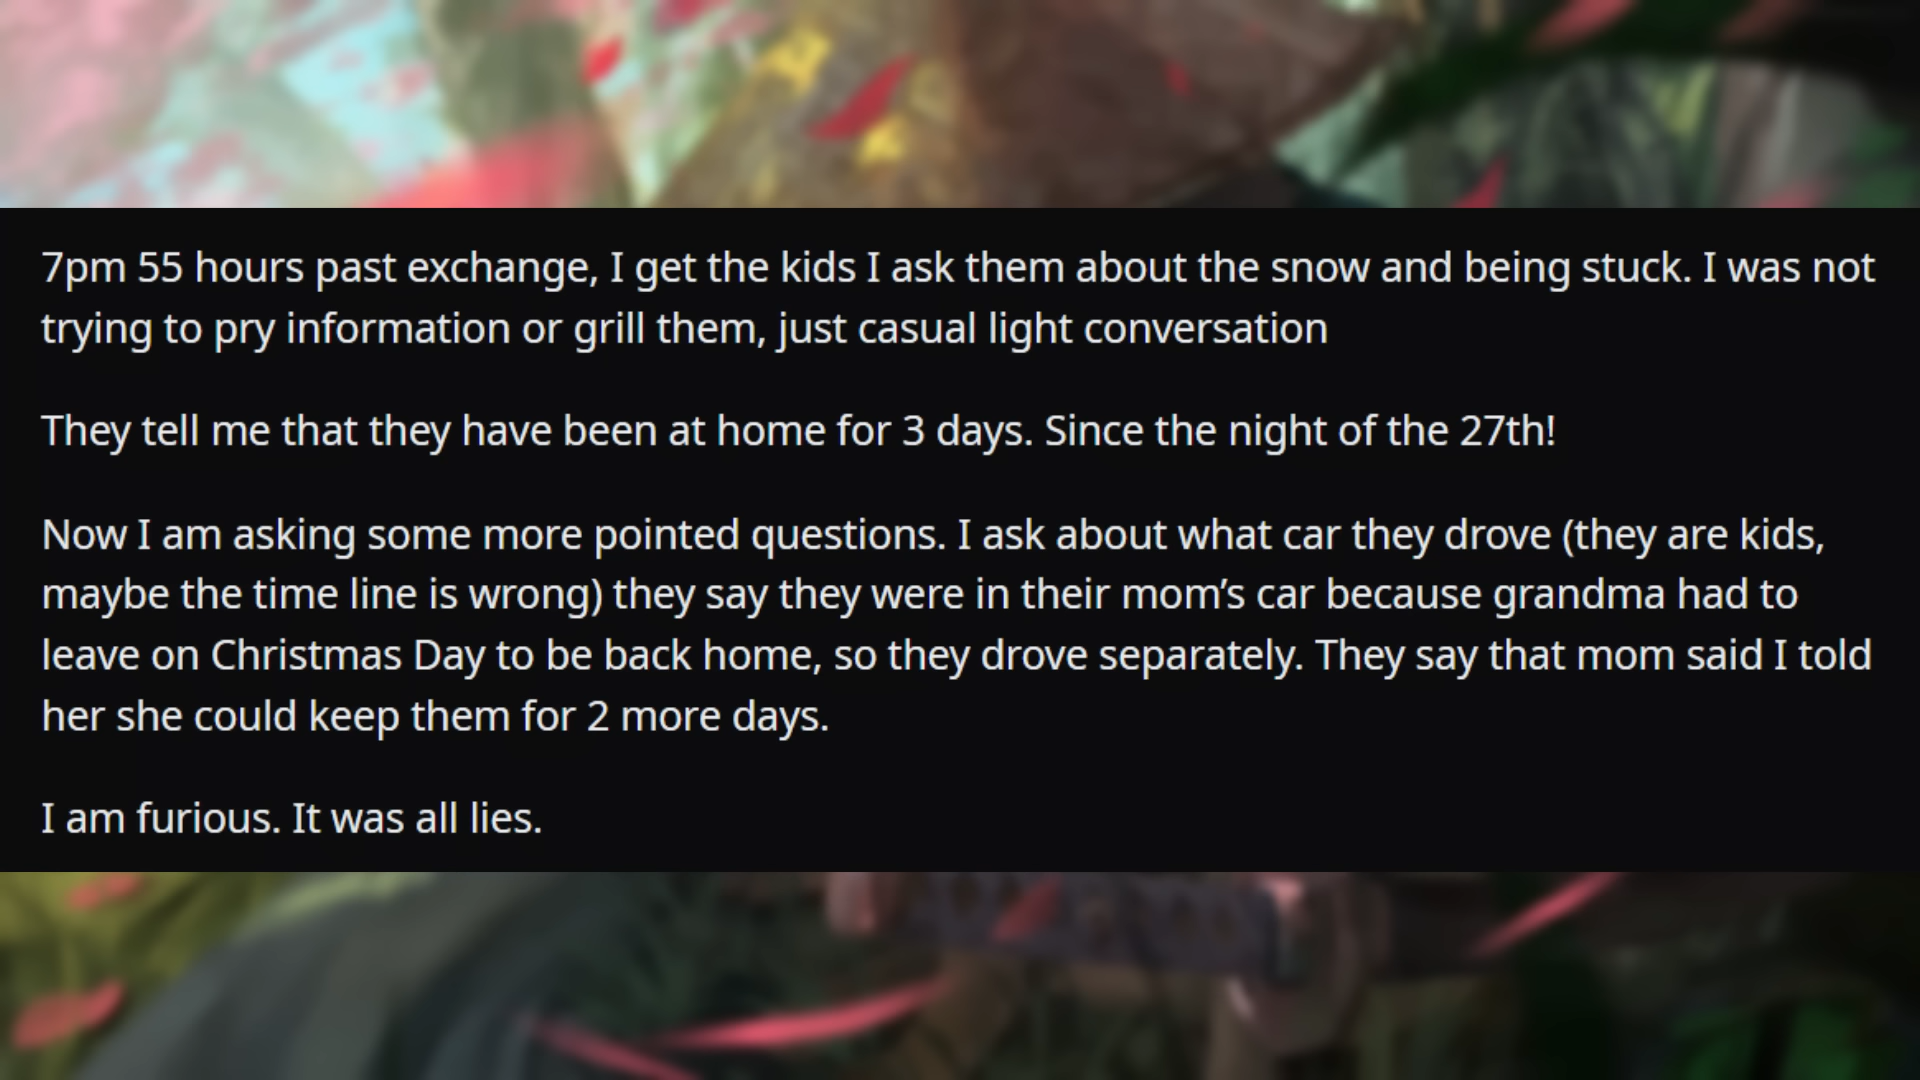 7pm 55 hours past exchange, I get the kids I ask them about the snow and being stuck. I was not
trying to pry information or grill them, just casual light conversation
They tell me that they have been at home for 3 days. Since the night of the 27th!
Now I am asking some more pointed questions. I ask about what car they drove (they are kids,
maybe the time line is wrong) they say they were in their mom’s car because grandma had to
leave on Christmas Day to be back home, so they drove separately. They say that mom said I told
her she could keep them for 2 more days.
I am furious. It was all lies.